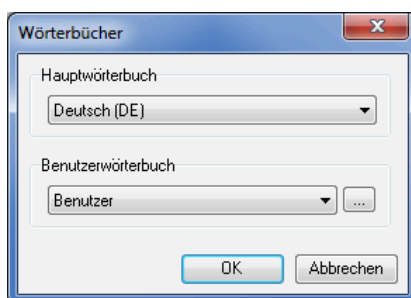 Wörterbücher
Hauptwörterbuch
Deutsch (DE)
Benutzerwörterbuch
Benutzer
...
OK
Abbrechen